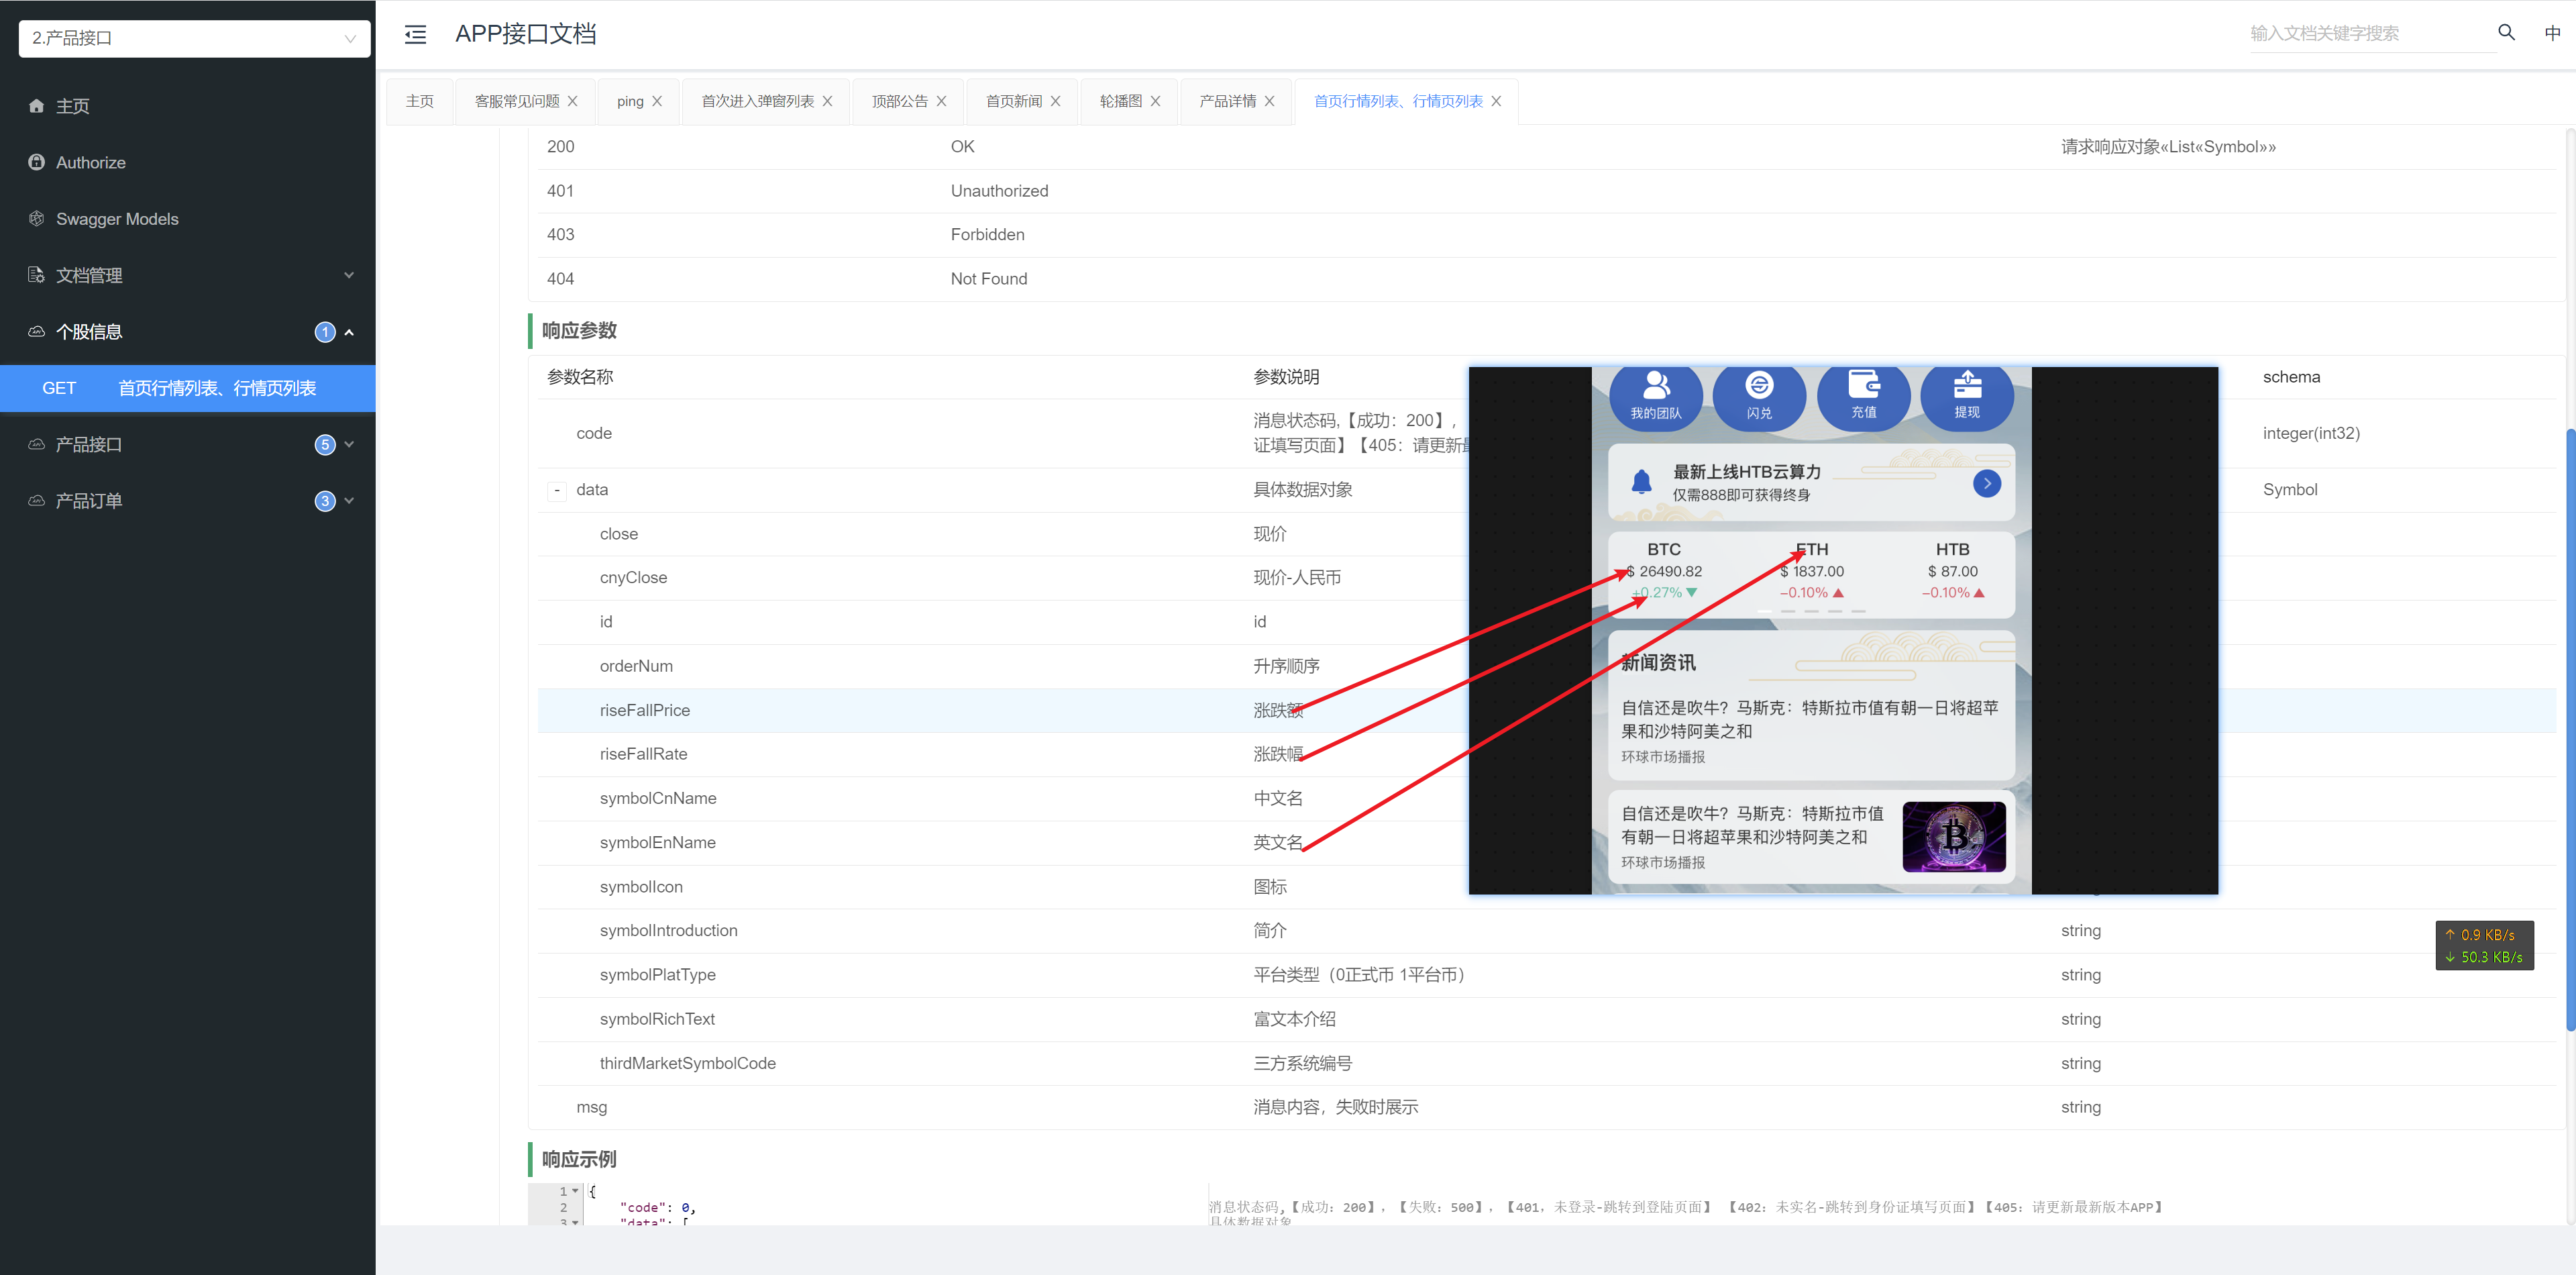 2.产品接口
APP接口文档
输入文档关键字搜索
中
主页
Authorize
Swagger Models
文档管理
个股信息
1
GET
首页行情列表、行情页列表
产品接口
5
产品订单
3
主页
客服常见问题
ping
首次进入弹窗列表
顶部公告
首页新闻
轮播图
产品详情
首页行情列表、行情页列表
200 OK 请求响应对象«List«Symbol»»
401 Unauthorized
403 Forbidden
404 Not Found
响应参数
参数名称 参数说明 schema
code 消息状态码,【成功：200】, integer(int32)
证填写页面】【405：请更新
- data 具体数据对象 Symbol
close 现价
cnyClose 现价-人民币
id id
orderNum 升序顺序
riseFallPrice 涨跌额
riseFallRate 涨跌幅
symbolCnName 中文名
symbolEnName 英文名
symbolIcon 图标
symbolIntroduction 简介 string
symbolPlatType 平台类型（0正式币 1平台币） string
symbolRichText 富文本介绍 string
thirdMarketSymbolCode 三方系统编号 string
msg 消息内容，失败时展示 string
我的团队
闪兑
充值
提现
最新上线HTB云算力
仅需888即可获得终身
BTC ETH HTB
$ 26490.82 $ 1837.00 $ 87.00
+0.27% ▼ −0.10% ▲ −0.10% ▲
新闻资讯
自信还是吹牛？马斯克：特斯拉市值有朝一日将超苹
果和沙特阿美之和
环球市场播报
自信还是吹牛？马斯克：特斯拉市值
有朝一日将超苹果和沙特阿美之和
环球市场播报
↑ 0.9 KB/s
↓ 50.3 KB/s
响应示例
1 {
2 "code": 0, 消息状态码,【成功：200】,【失败：500】,【401，未登录-跳转到登陆页面】 【402：未实名-跳转到身份证填写页面】【405：请更新最新版本APP】
3 "data": [ 具体数据对象